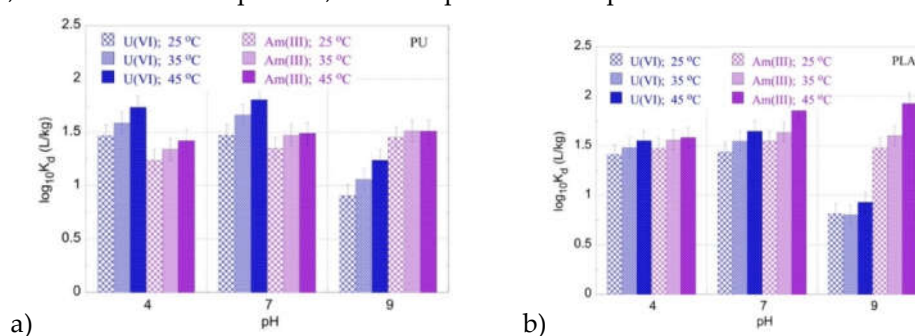 2.5
U(VI); 25 °C Am(III); 25 °C PU
U(VI); 35 °C Am(III); 35 °C
2
U(VI); 45 °C Am(III); 45 °C
1.5
1
0.5
0
log10Kd (L/kg)
4 7 9
pH
a)
2.5
U(VI); 25 °C Am(III); 25 °C PLA
U(VI); 35 °C Am(III); 35 °C
2
U(VI); 45 °C Am(III); 45 °C
1.5
1
0.5
0
log10Kd (L/kg)
4 7 9
pH
b)